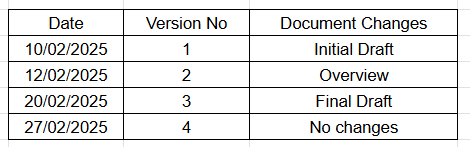 Date Version No Document Changes
10/02/2025 1 Initial Draft
12/02/2025 2 Overview
20/02/2025 3 Final Draft
27/02/2025 4 No changes